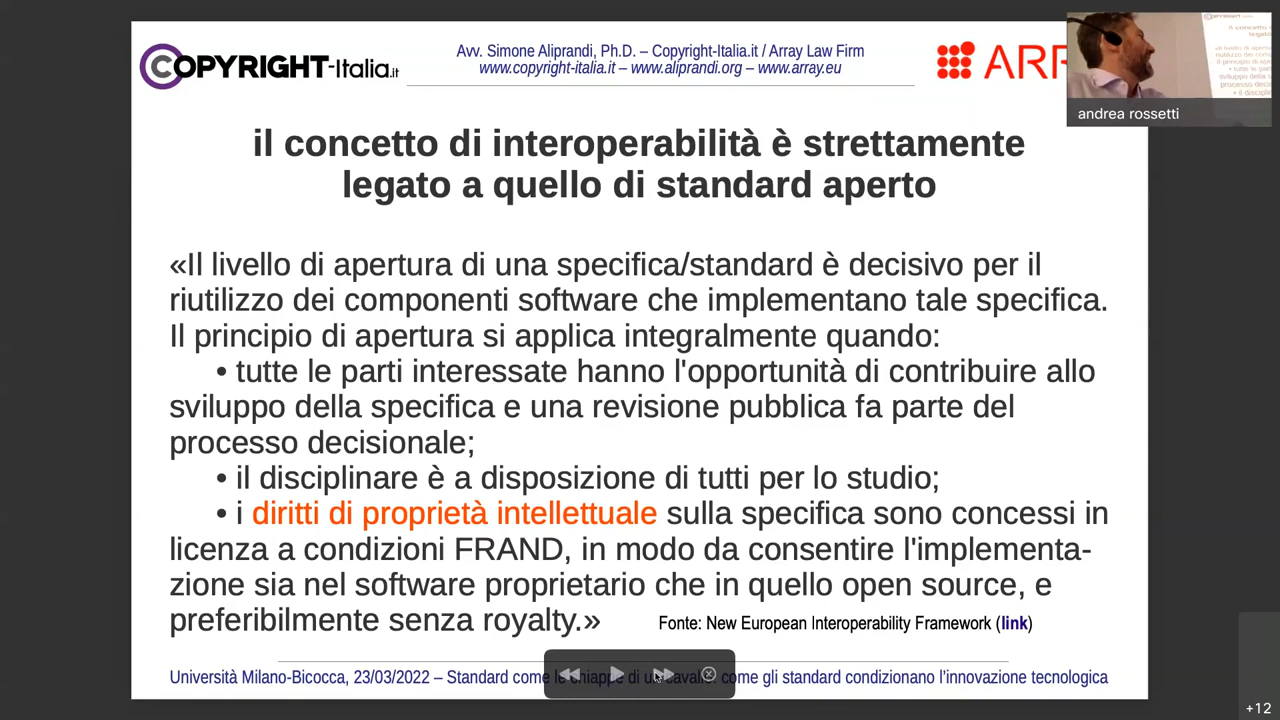 COPYRIGHT-Italia.it
Avv. Simone Aliprandi, Ph.D. – Copyright-Italia.it / Array Law Firm
www.copyright-italia.it – www.aliprandi.org – www.array.eu
ARR
andrea rossetti
il concetto di interoperabilità è strettamente
legato a quello di standard aperto
«Il livello di apertura di una specifica/standard è decisivo per il
riutilizzo dei componenti software che implementano tale specifica.
Il principio di apertura si applica integralmente quando:
• tutte le parti interessate hanno l'opportunità di contribuire allo
sviluppo della specifica e una revisione pubblica fa parte del
processo decisionale;
• il disciplinare è a disposizione di tutti per lo studio;
• i diritti di proprietà intellettuale sulla specifica sono concessi in
licenza a condizioni FRAND, in modo da consentire l'implementa-
zione sia nel software proprietario che in quello open source, e
preferibilmente senza royalty.»
Fonte: New European Interoperability Framework (link)
Università Milano-Bicocca, 23/03/2022 – Standard come le chiappe di un cavallo: come gli standard condizionano l'innovazione tecnologica
+12